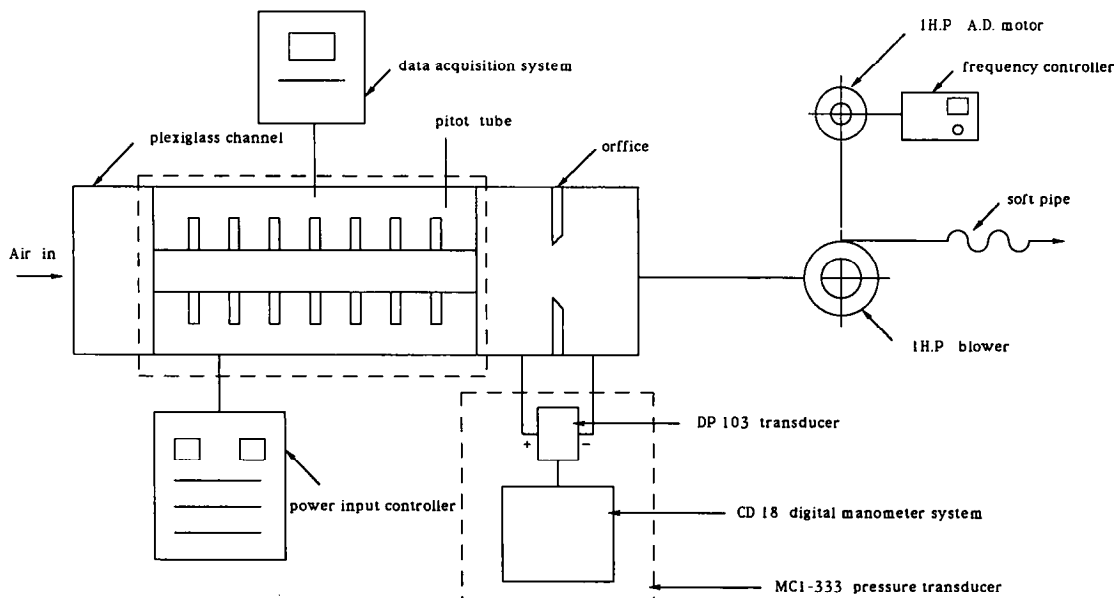 1H.P A.D. motor
frequency controller
data acquisition system
pitot tube
plexiglass channel
orffice
soft pipe
Air in
1H.P blower
+
−
DP 103 transducer
power input controller
CD 18 digital manometer system
MC1-333 pressure transducer